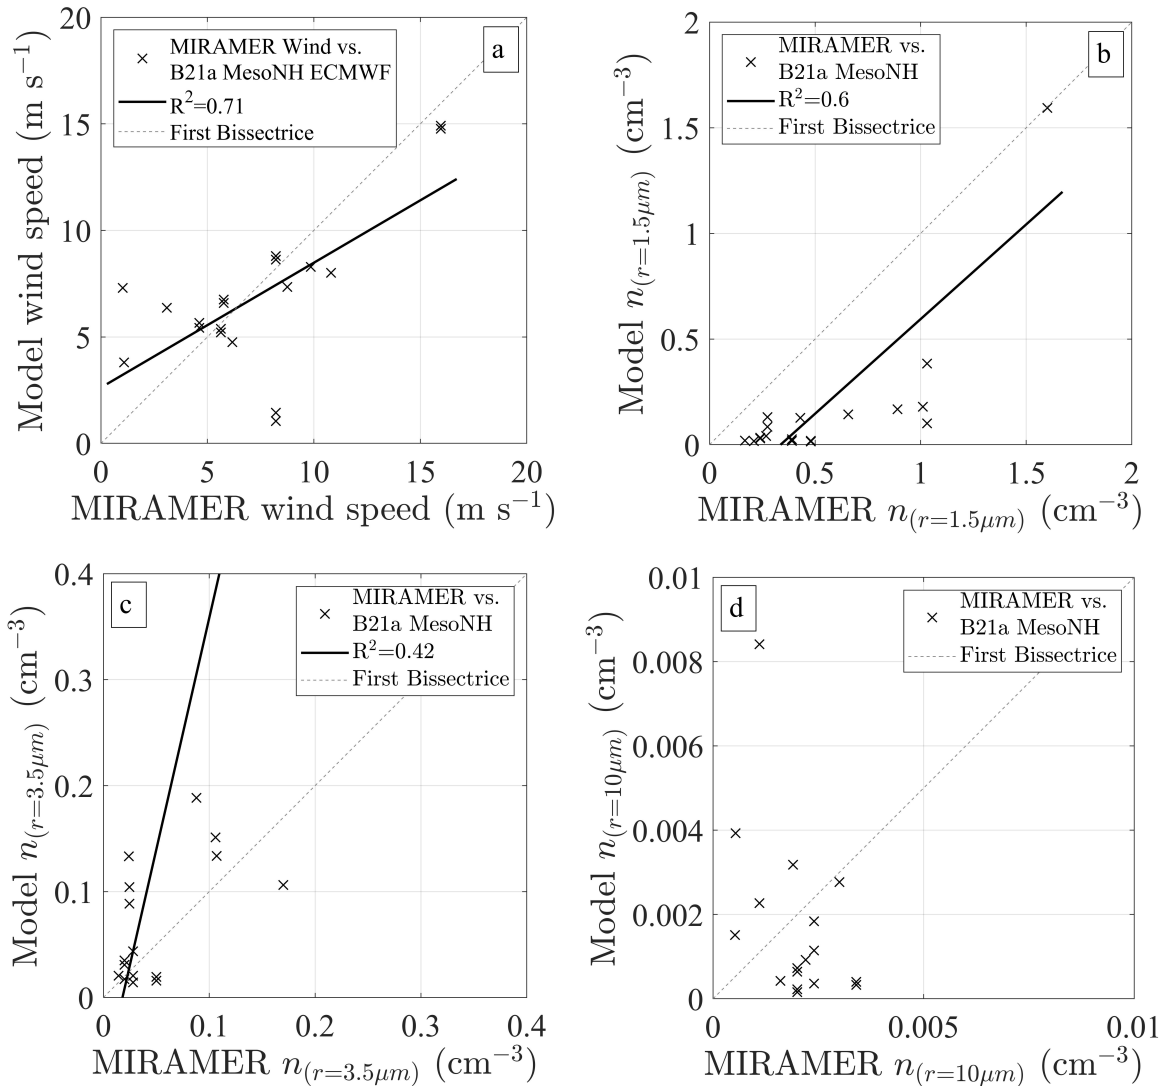 a
MIRAMER Wind vs.
B21a MesoNH ECMWF
R²=0.71
First Bissectrice
20
15
10
5
0
0 5 10 15 20
Model wind speed (m s⁻¹)
MIRAMER wind speed (m s⁻¹)
b
MIRAMER vs.
B21a MesoNH
R²=0.6
First Bissectrice
2
1.5
1
0.5
0
0 0.5 1 1.5 2
Model n(r=1.5μm) (cm⁻³)
MIRAMER n(r=1.5μm) (cm⁻³)
c
MIRAMER vs.
B21a MesoNH
R²=0.42
First Bissectrice
0.4
0.3
0.2
0.1
0
0 0.1 0.2 0.3 0.4
Model n(r=3.5μm) (cm⁻³)
MIRAMER n(r=3.5μm) (cm⁻³)
d
MIRAMER vs.
B21a MesoNH
First Bissectrice
0.01
0.008
0.006
0.004
0.002
0
0 0.005 0.01
Model n(r=10μm) (cm⁻³)
MIRAMER n(r=10μm) (cm⁻³)